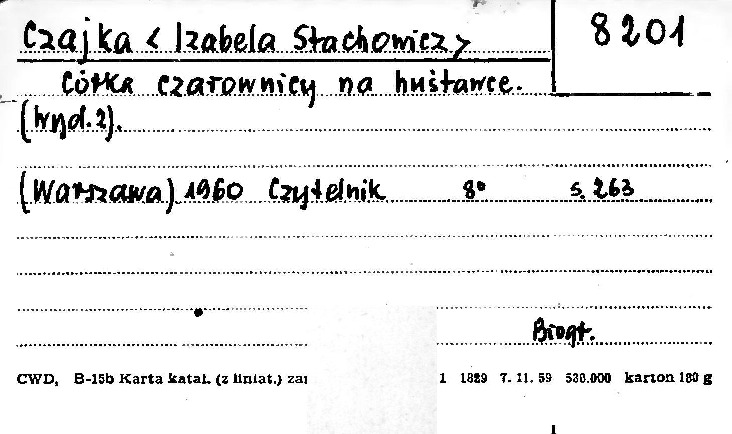 Czajka < Izabela Stachowicz>
8201
Córka czarownicy na huśtawce.
(Wyd. 2).
(Warszawa) 1960 Czytelnik 8° s. 263
Biogr.
CWD, B-15b Karta katal. (z liniat.) zai 1 1829 7. 11. 59 530.000 karton 180 g